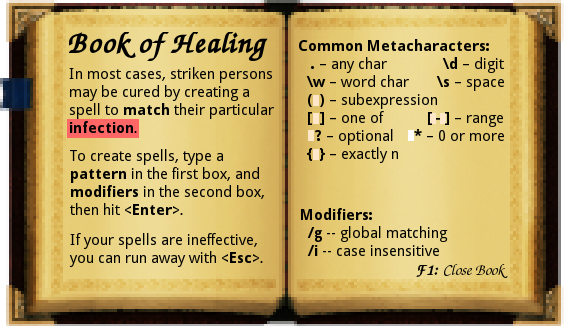 Book of Healing
In most cases, striken persons
may be cured by creating a
spell to match their particular
infection.
To create spells, type a
pattern in the first box, and
modifiers in the second box,
then hit <Enter>.
If your spells are ineffective,
you can run away with <Esc>.
Common Metacharacters:
. – any char \d – digit
\w – word char \s – space
( ) – subexpression
[ ] – one of [ - ] – range
? – optional * – 0 or more
{ } – exactly n
Modifiers:
/g -- global matching
/i -- case insensitive
F1: Close Book